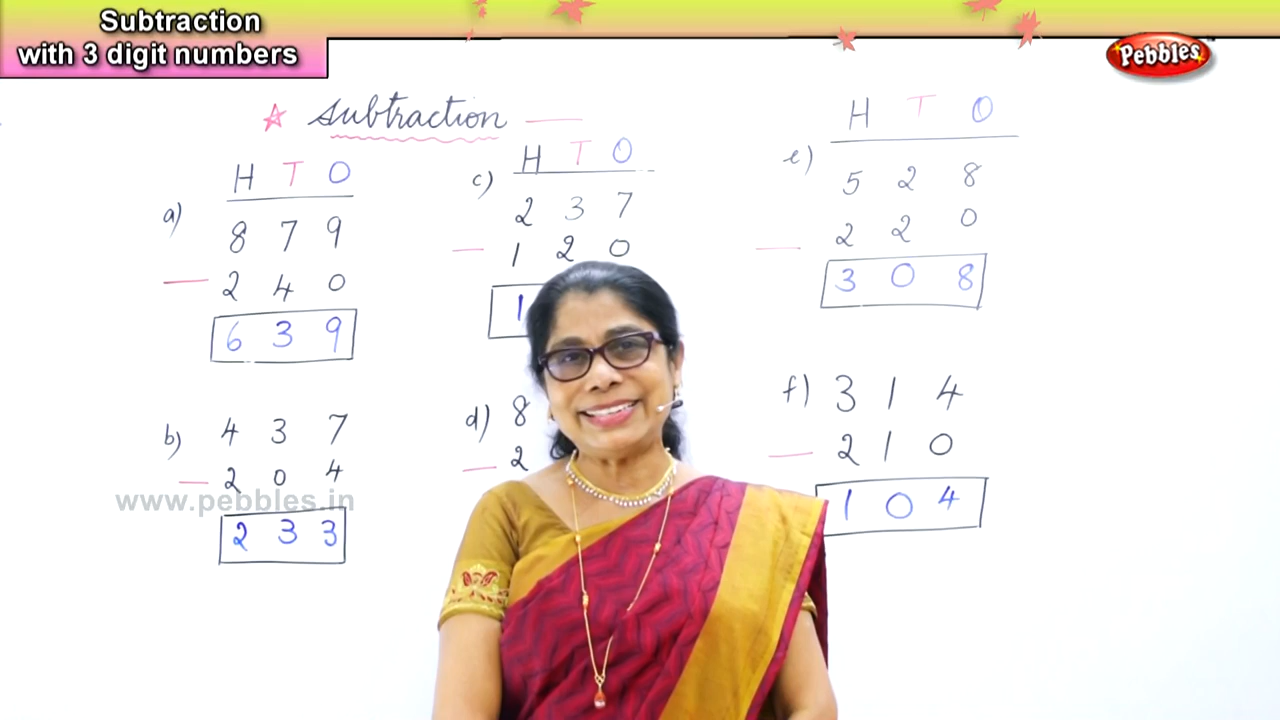 Subtraction
with 3 digit numbers
Pebbles
☆ Subtraction —
H T O
a) 8 7 9
— 2 4 0
6 3 9
b) 4 3 7
— 2 0 4
www.pebbles.in
2 3 3
H T O
c) 2 3 7
— 1 2 0
1
d) 8
— 2
H T O
e) 5 2 8
— 2 2 0
3 0 8
f) 3 1 4
— 2 1 0
1 0 4